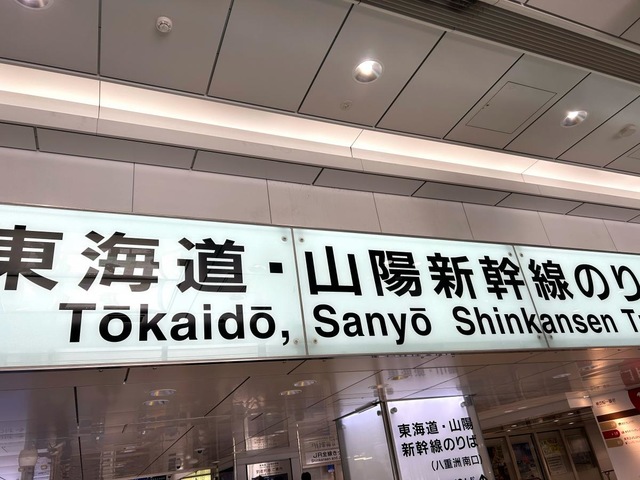 東海道・山陽新幹線のり
Tōkaidō, Sanyō Shinkansen T
東海道・山陽
新幹線のりば
(八重洲南口)